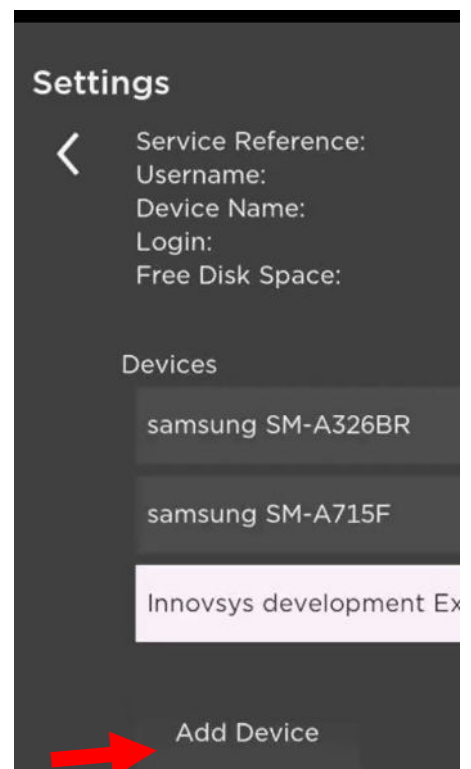 Settings
Service Reference:
Username:
Device Name:
Login:
Free Disk Space:
Devices
samsung SM-A326BR
samsung SM-A715F
Innovsys development Ex
Add Device